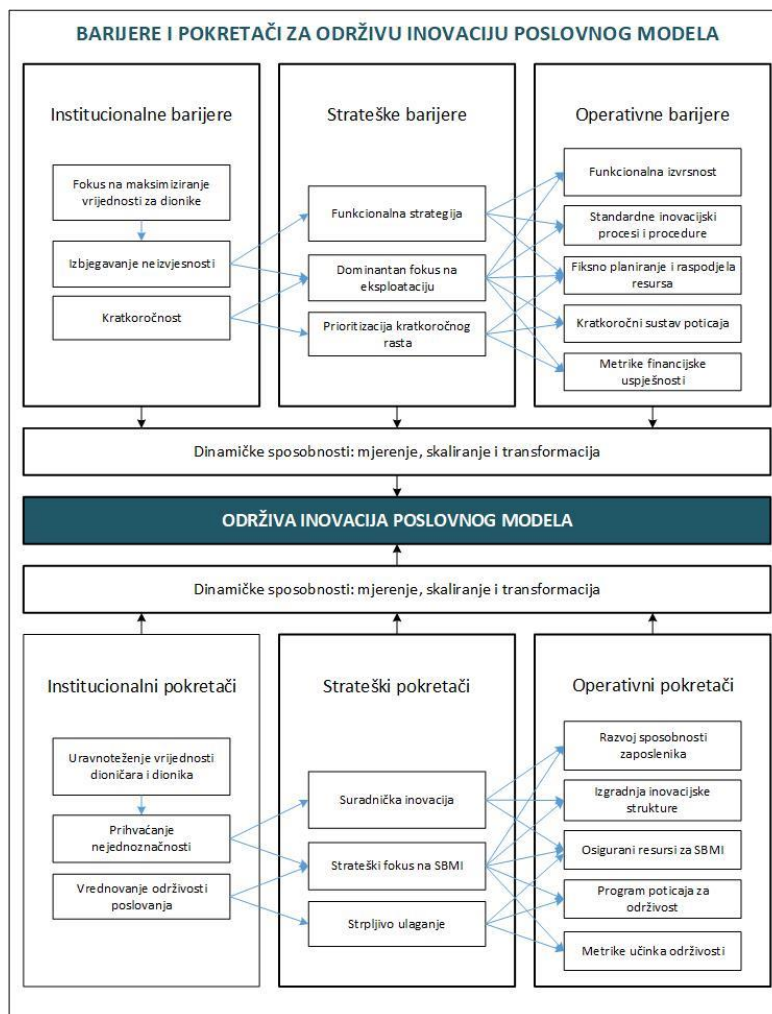 BARIJERE I POKRETAČI ZA ODRŽIVU INOVACIJU POSLOVNOG MODELA
Institucionalne barijere
Fokus na maksimiziranje
vrijednosti za dionike
Izbjegavanje neizvjesnosti
Kratkoročnost
Strateške barijere
Funkcionalna strategija
Dominantan fokus na
eksploataciju
Prioritizacija kratkoročnog
rasta
Operativne barijere
Funkcionalna izvrsnost
Standardne inovacijski
procesi i procedure
Fiksno planiranje i raspodjela
resursa
Kratkoročni sustav poticaja
Metrike financijske
uspješnosti
Dinamičke sposobnosti: mjerenje, skaliranje i transformacija
ODRŽIVA INOVACIJA POSLOVNOG MODELA
Dinamičke sposobnosti: mjerenje, skaliranje i transformacija
Institucionalni pokretači
Uravnoteženje vrijednosti
dioničara i dionika
Prihvaćanje
nejednoznačnosti
Vrednovanje održivosti
poslovanja
Strateški pokretači
Suradnička inovacija
Strateški fokus na SBMI
Strpljivo ulaganje
Operativni pokretači
Razvoj sposobnosti
zaposlenika
Izgradnja inovacijske
strukture
Osigurani resursi za SBMI
Program poticaja za
održivost
Metrike učinka održivosti